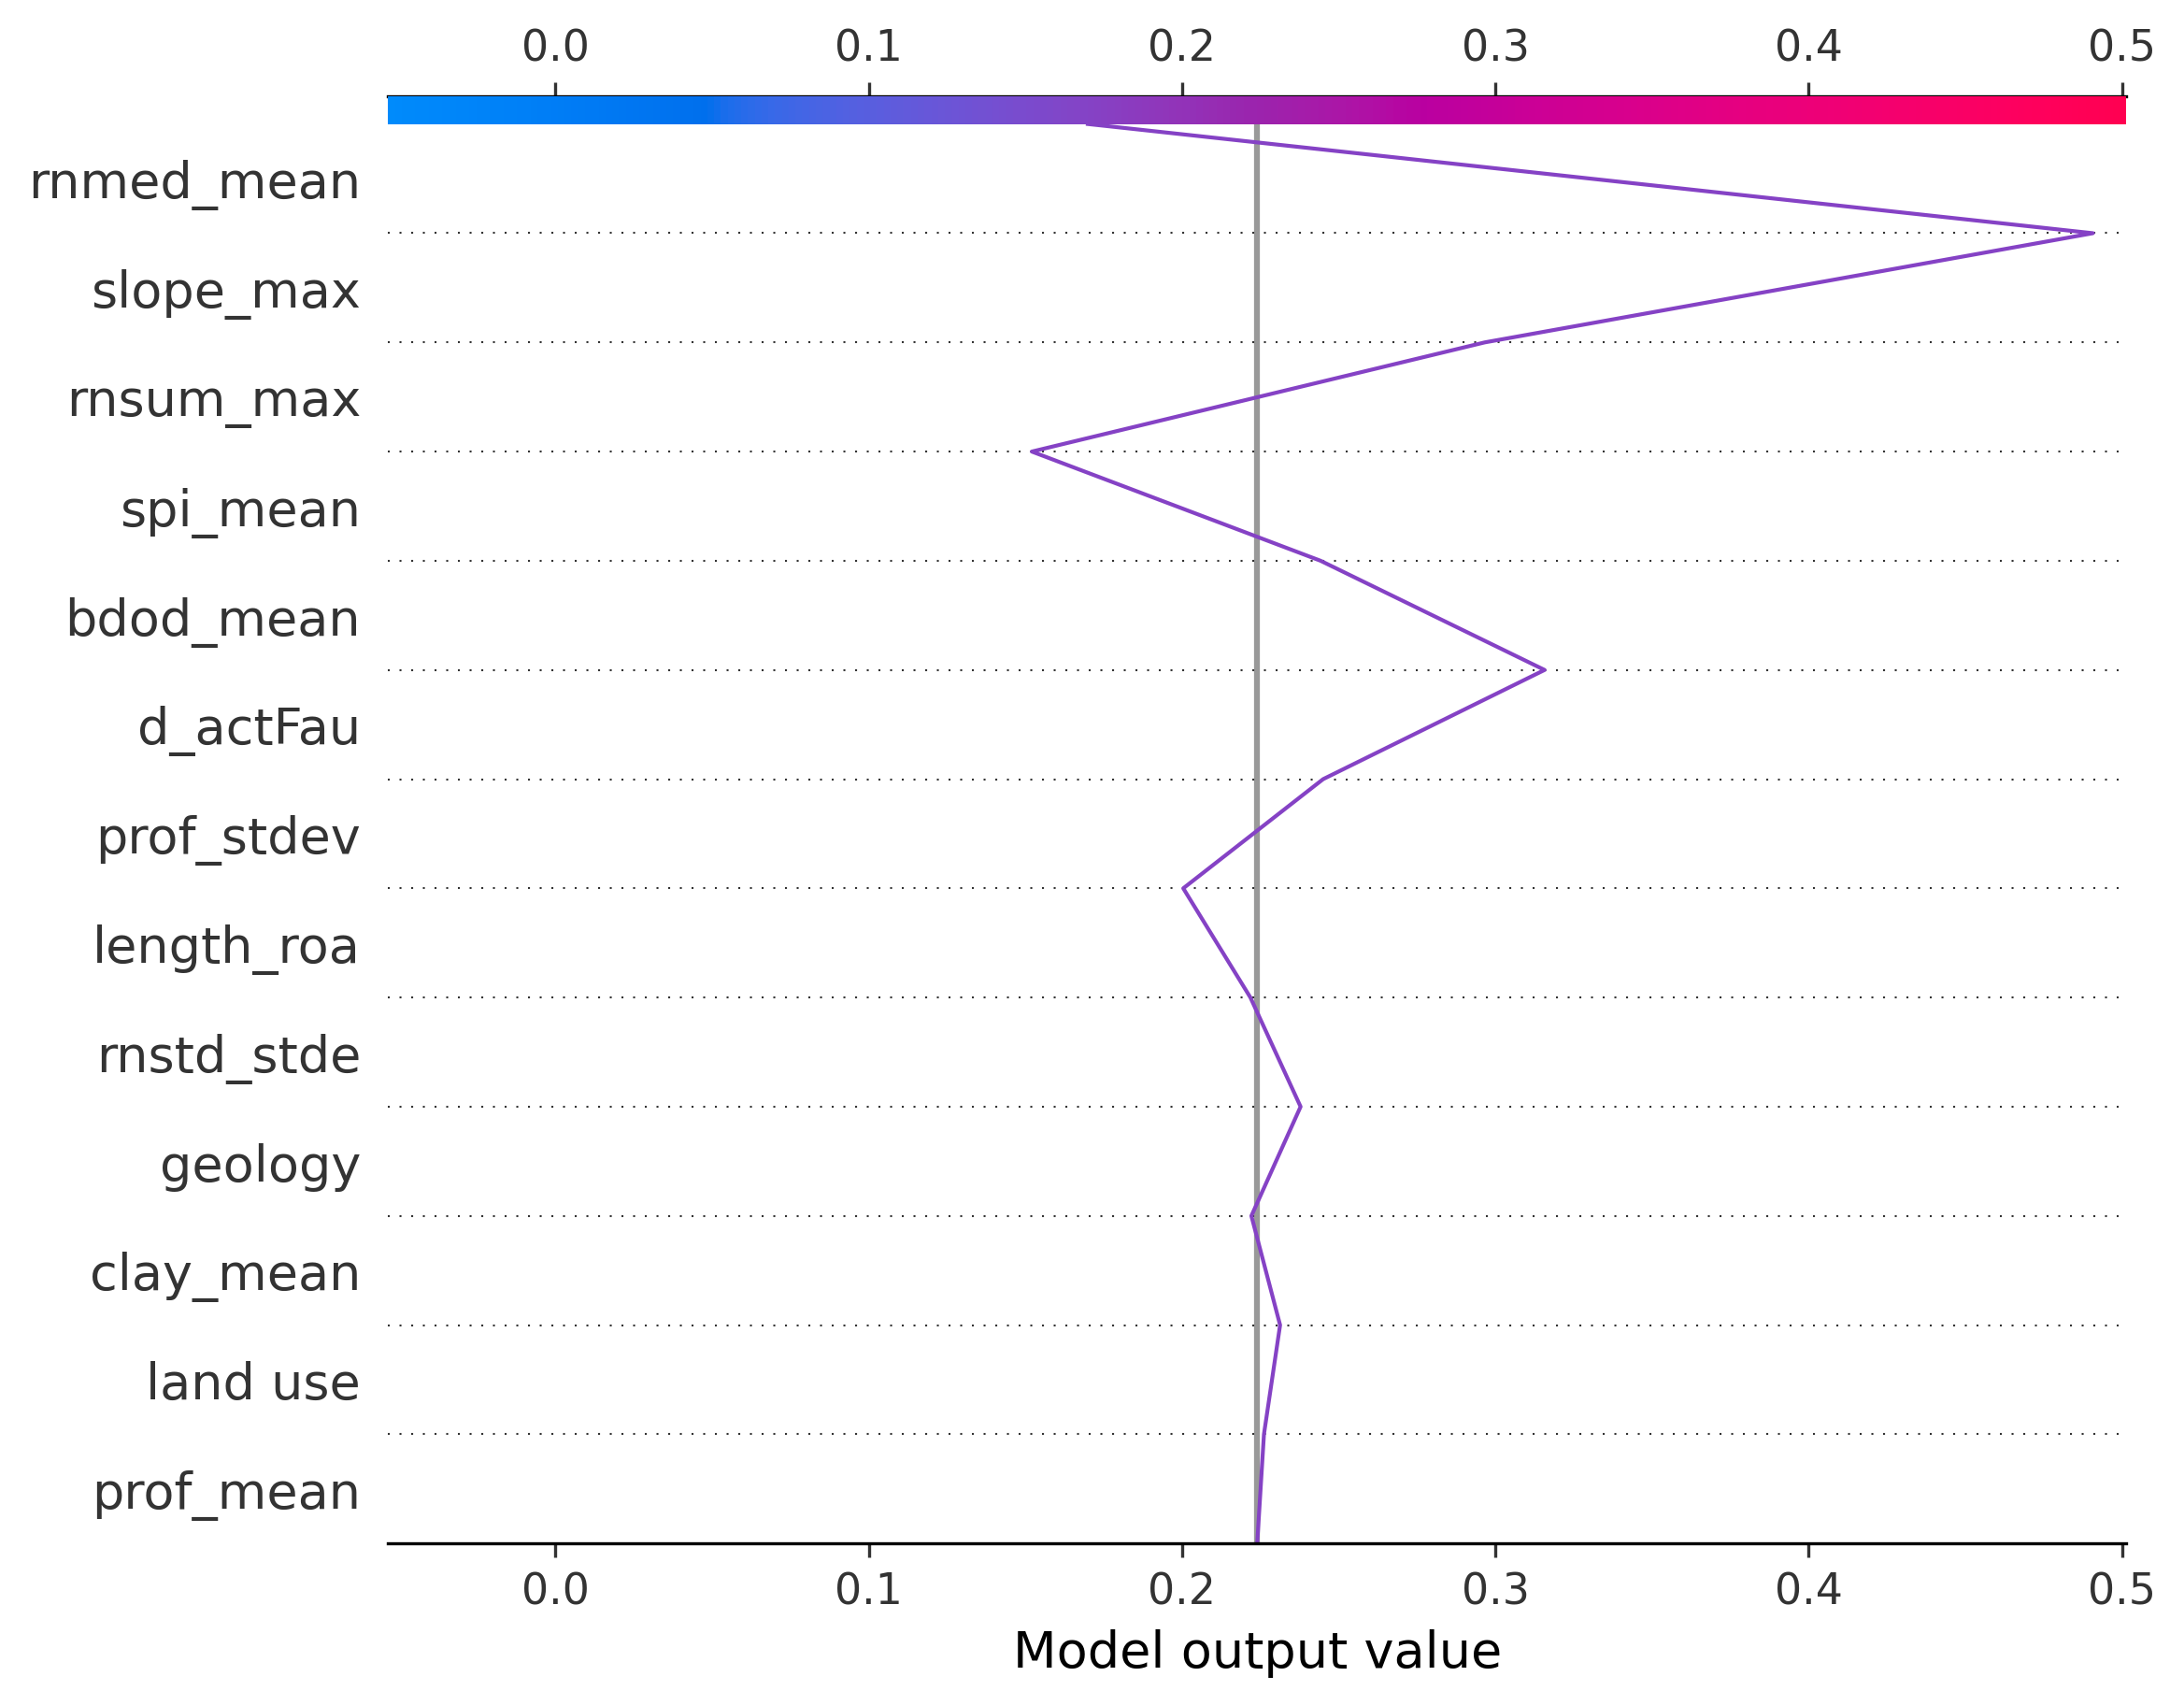 0.0 0.1 0.2 0.3 0.4 0.5
rnmed_mean
slope_max
rnsum_max
spi_mean
bdod_mean
d_actFau
prof_stdev
length_roa
rnstd_stde
geology
clay_mean
land use
prof_mean
0.0 0.1 0.2 0.3 0.4 0.5
Model output value